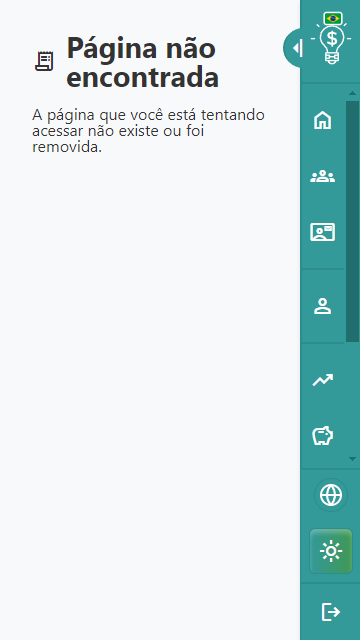 Página não
encontrada
A página que você está tentando
acessar não existe ou foi
removida.